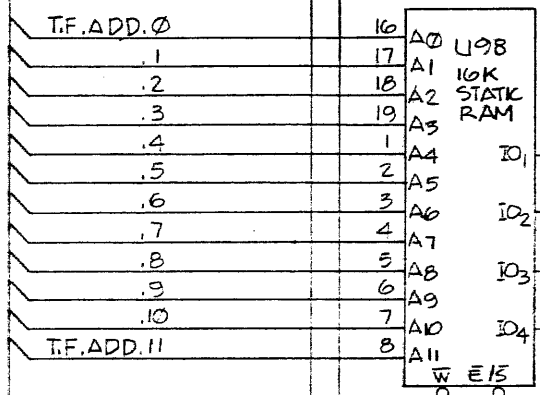 T.F.ADD.Ø 16 AØ U98
.1 17 A1 16K
.2 18 A2 STATIC
.3 19 A3 RAM
.4 1 A4 IO1
.5 2 A5
.6 3 A6 IO2
.7 4 A7
.8 5 A8 IO3
.9 6 A9
.10 7 A10 IO4
T.F.ADD.11 8 A11
W̅ E̅/S̅